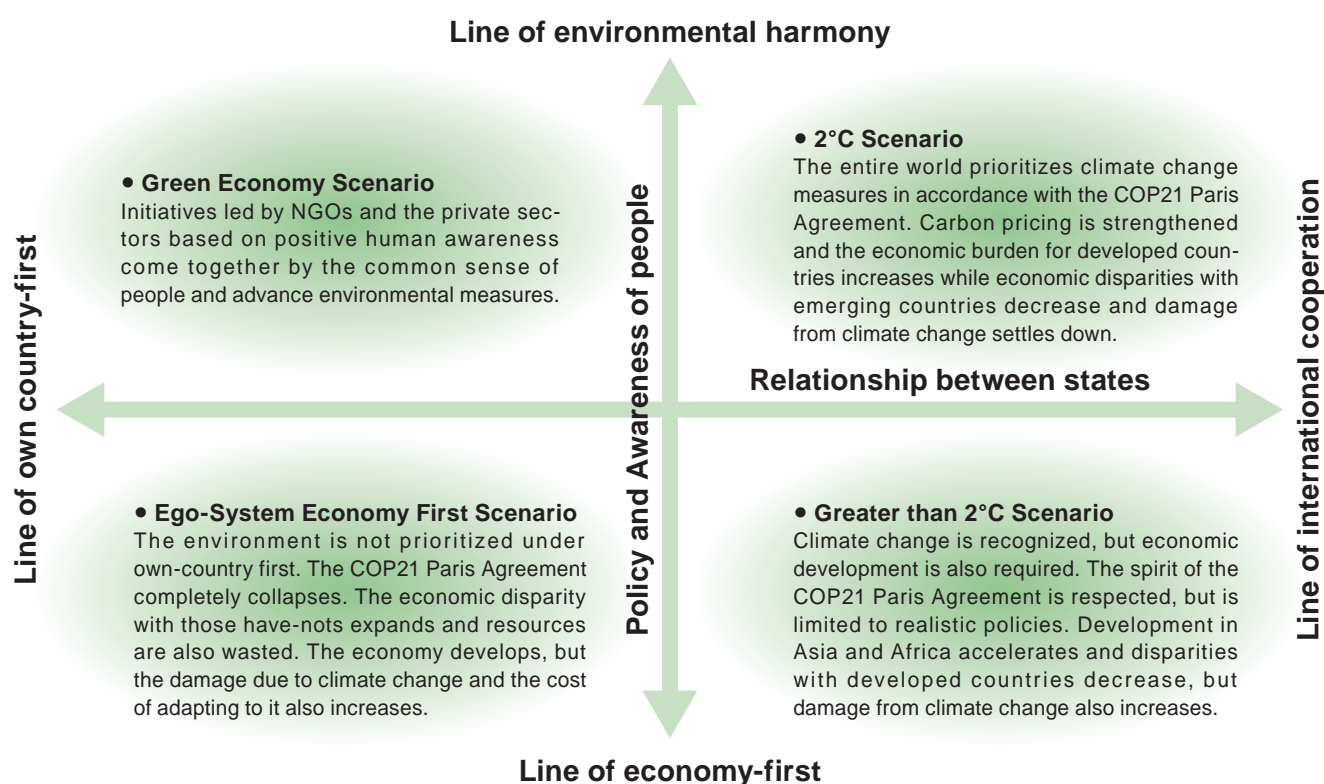 Line of environmental harmony
• Green Economy Scenario
Initiatives led by NGOs and the private sec-
tors based on positive human awareness
come together by the common sense of
people and advance environmental measures.
• 2°C Scenario
The entire world prioritizes climate change
measures in accordance with the COP21 Paris
Agreement. Carbon pricing is strengthened
and the economic burden for developed coun-
tries increases while economic disparities with
emerging countries decrease and damage
from climate change settles down.
Line of own country-first
Policy and Awareness of people
Relationship between states
Line of international cooperation
• Ego-System Economy First Scenario
The environment is not prioritized under
own-country first. The COP21 Paris Agreement
completely collapses. The economic disparity
with those have-nots expands and resources
are also wasted. The economy develops, but
the damage due to climate change and the cost
of adapting to it also increases.
• Greater than 2°C Scenario
Climate change is recognized, but economic
development is also required. The spirit of the
COP21 Paris Agreement is respected, but is
limited to realistic policies. Development in
Asia and Africa accelerates and disparities
with developed countries decrease, but
damage from climate change also increases.
Line of economy-first